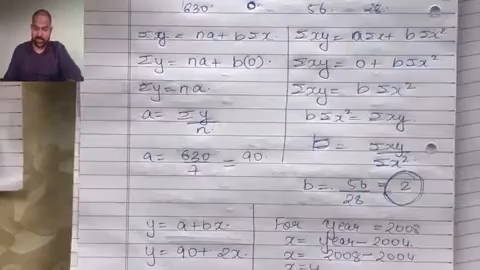 630 0 56 28
Σy = na + bΣx.
Σy = na + b(0).
Σy = na.
a = Σy/n
a = 630/7 = 90.
Σxy = aΣx + bΣx²
Σxy = 0 + bΣx²
Σxy = bΣx²
bΣx² = Σxy.
b = Σxy/Σx²
b = 56/28 = 2
y = a+bx.
y = 90+ 2x.
For year = 2008
x = year - 2004
x = 2008 - 2004
x = 4